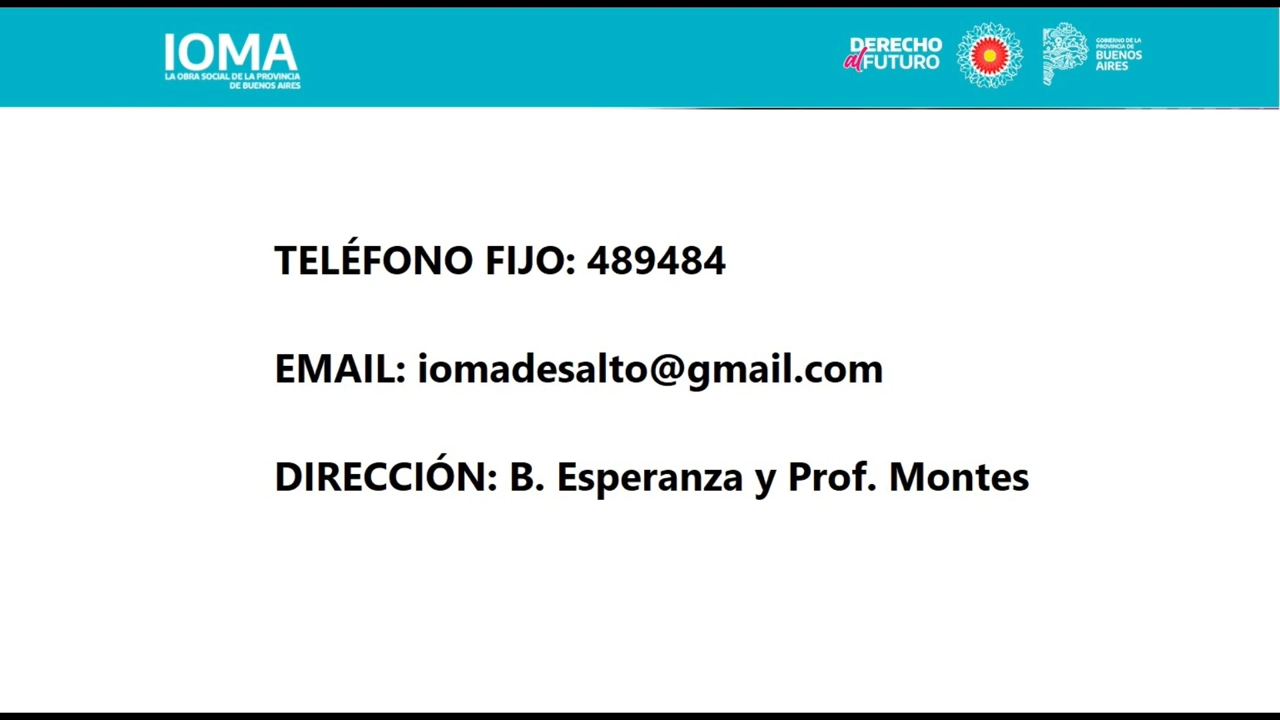 IOMA
LA OBRA SOCIAL DE LA PROVINCIA
DE BUENOS AIRES
DERECHO
al FUTURO
GOBIERNO DE LA
PROVINCIA DE
BUENOS
AIRES
TELÉFONO FIJO: 489484
EMAIL: iomadesalto@gmail.com
DIRECCIÓN: B. Esperanza y Prof. Montes